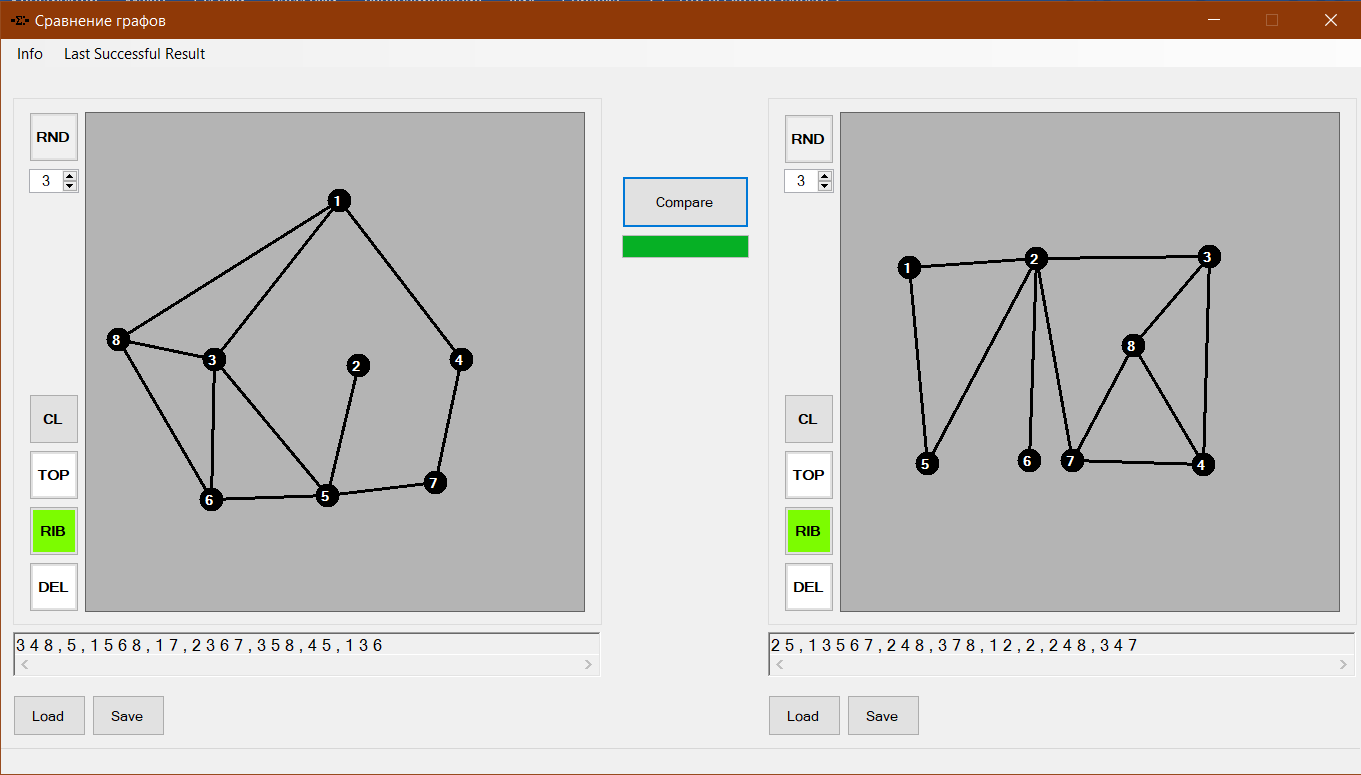 Сравнение графов
Info Last Successful Result
RND
3
CL
TOP
RIB
DEL
1
8
3
2
4
6
5
7
3 4 8 , 5 , 1 5 6 8 , 1 7 , 2 3 6 7 , 3 5 8 , 4 5 , 1 3 6
Load Save
Compare
RND
3
CL
TOP
RIB
DEL
1
2
3
8
5
6
7
4
2 5 , 1 3 5 6 7 , 2 4 8 , 3 7 8 , 1 2 , 2 , 2 4 8 , 3 4 7
Load Save